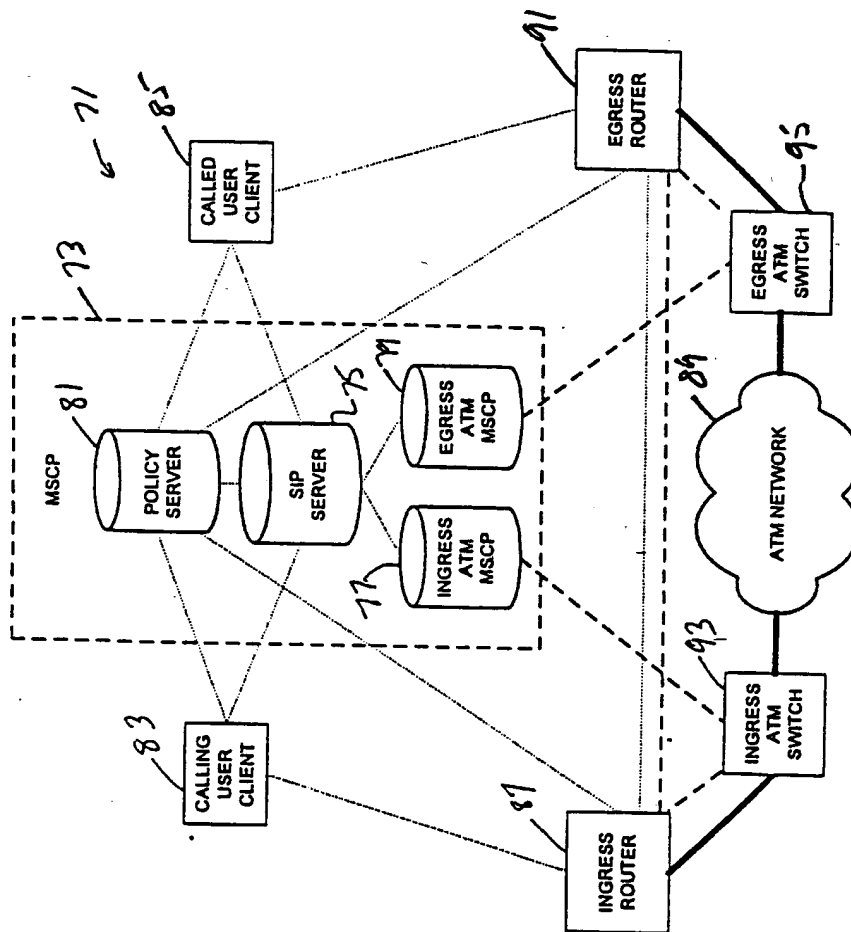 71
73
MSCP
81
POLICY
SERVER
75
SIP
SERVER
77
INGRESS
ATM
MSCP
79
EGRESS
ATM
MSCP
83
CALLING
USER
CLIENT
85
CALLED
USER
CLIENT
87
INGRESS
ROUTER
91
EGRESS
ROUTER
93
INGRESS
ATM
SWITCH
89
ATM NETWORK
95
EGRESS
ATM
SWITCH